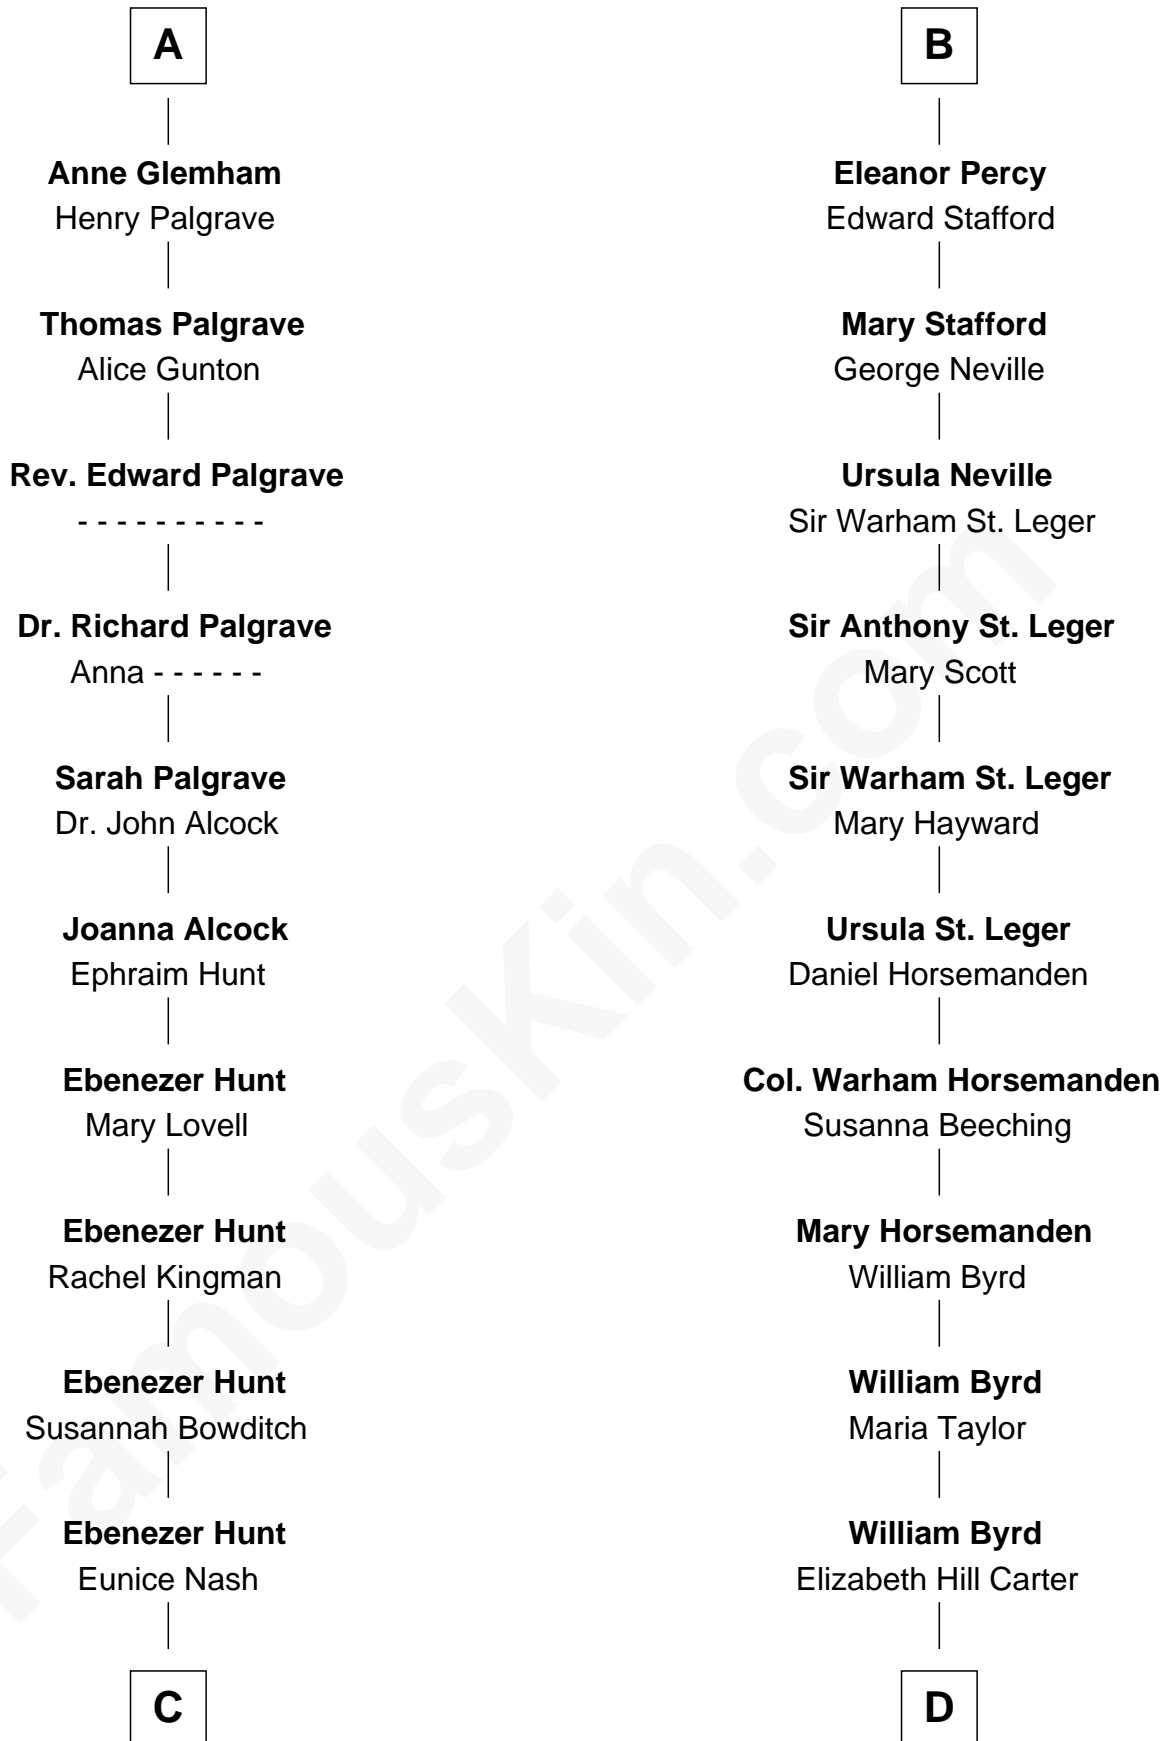 A
Anne Glemham
Henry Palgrave
Thomas Palgrave
Alice Gunton
Rev. Edward Palgrave
- - - - - - - - - -
Dr. Richard Palgrave
Anna - - - - - -
Sarah Palgrave
Dr. John Alcock
Joanna Alcock
Ephraim Hunt
Ebenezer Hunt
Mary Lovell
Ebenezer Hunt
Rachel Kingman
Ebenezer Hunt
Susannah Bowditch
Ebenezer Hunt
Eunice Nash
C
B
Eleanor Percy
Edward Stafford
Mary Stafford
George Neville
Ursula Neville
Sir Warham St. Leger
Sir Anthony St. Leger
Mary Scott
Sir Warham St. Leger
Mary Hayward
Ursula St. Leger
Daniel Horsemanden
Col. Warham Horsemanden
Susanna Beeching
Mary Horsemanden
William Byrd
William Byrd
Maria Taylor
William Byrd
Elizabeth Hill Carter
D
FamousKin.com